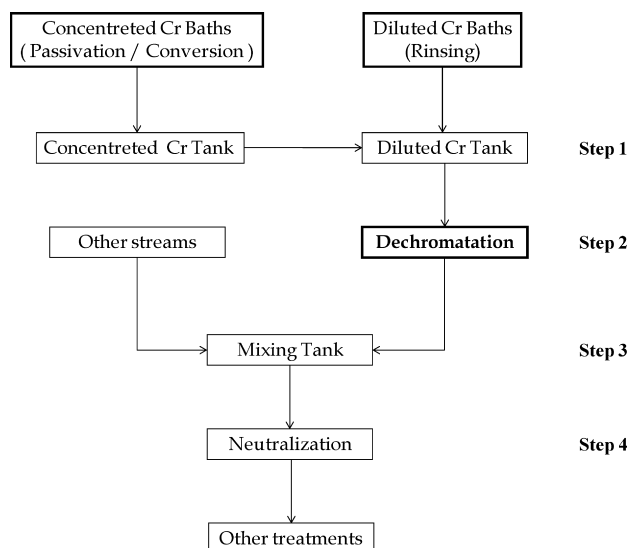 Concentreted Cr Baths
( Passivation / Conversion )
Diluted Cr Baths
(Rinsing)
Concentreted Cr Tank
Diluted Cr Tank
Step 1
Other streams
Dechromatation
Step 2
Mixing Tank
Step 3
Neutralization
Step 4
Other treatments